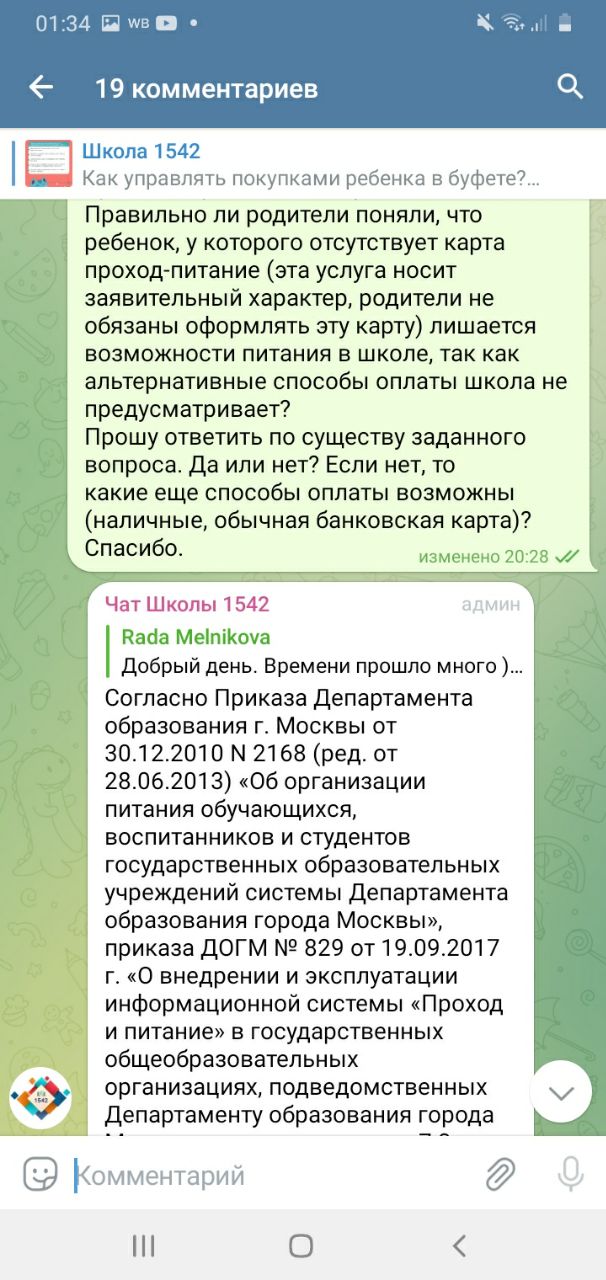 01:34 WB
19 комментариев
Школа 1542
Как управлять покупками ребенка в буфете?...
Правильно ли родители поняли, что
ребенок, у которого отсутствует карта
проход-питание (эта услуга носит
заявительный характер, родители не
обязаны оформлять эту карту) лишается
возможности питания в школе, так как
альтернативные способы оплаты школа не
предусматривает?
Прошу ответить по существу заданного
вопроса. Да или нет? Если нет, то
какие еще способы оплаты возможны
(наличные, обычная банковская карта)?
Спасибо.
изменено 20:28
Чат Школы 1542 админ
Rada Melnikova
Добрый день. Времени прошло много )...
Согласно Приказа Департамента
образования г. Москвы от
30.12.2010 N 2168 (ред. от
28.06.2013) «Об организации
питания обучающихся,
воспитанников и студентов
государственных образовательных
учреждений системы Департамента
образования города Москвы»,
приказа ДОГМ № 829 от 19.09.2017
г. «О внедрении и эксплуатации
информационной системы «Проход
и питание» в государственных
общеобразовательных
организациях, подведомственных
Департаменту образования города
1542
Комментарий